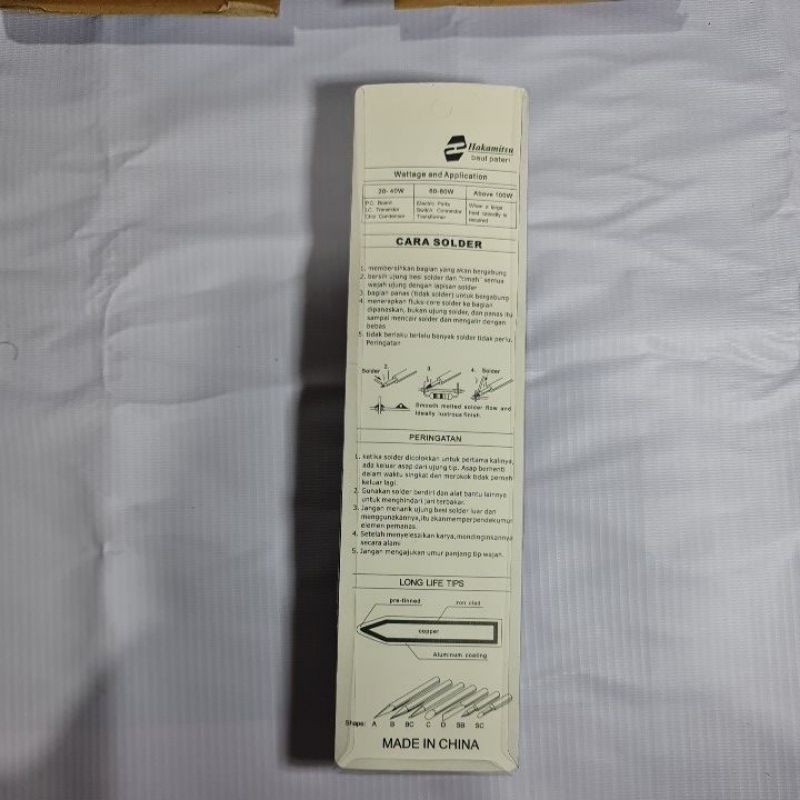 Hakamitsu
baut pateri
Wattage and Application
20- 40W 60-80W Above 100W
P.C. Board Electric Parts When a large
I.C. Transistor Switch Connector heat capacity is
Chip Condenser Transformer required
CARA SOLDER
1. membersihkan bagian yang akan bergabung
2. bersih ujung besi solder dan "timah" semua
wajah ujung dengan lapisan solder
3. bagian panas (tidak solder) untuk bergabung
4. menerapkan fluks-core solder ke bagian
dipanaskan, bukan ujung solder, dan panas itu
sampai mencair solder dan mengalir dengan
bebas
5. tidak berlaku terlalu banyak solder tidak perlu.
Peringatan
Solder 2. 3. 4. Solder
Smooth melted solder flow and
ideally lustrous finish.
PERINGATAN
1. ketika solder dicolokkan untuk pertama kalinya,
ada keluar asap dari ujung tip. Asap berhenti
dalam waktu singkat dan merokok tidak pernah
keluar lagi.
2. Gunakan solder berdiri dan alat bantu lainnya
untuk menghindari jari terbakar.
3. Jangan menarik ujung besi solder luar dan
menggunakannya, itu akanmemperpendekumur
elemen pemanas.
4. Setelah menyelesaikan karya, mendinginkannya
secara alami
5. Jangan mengajukan umur panjang tip wajah.
LONG LIFE TIPS
pre-tinned iron clad
copper
Aluminum coating
Shape: A B BC C D SB SC
MADE IN CHINA